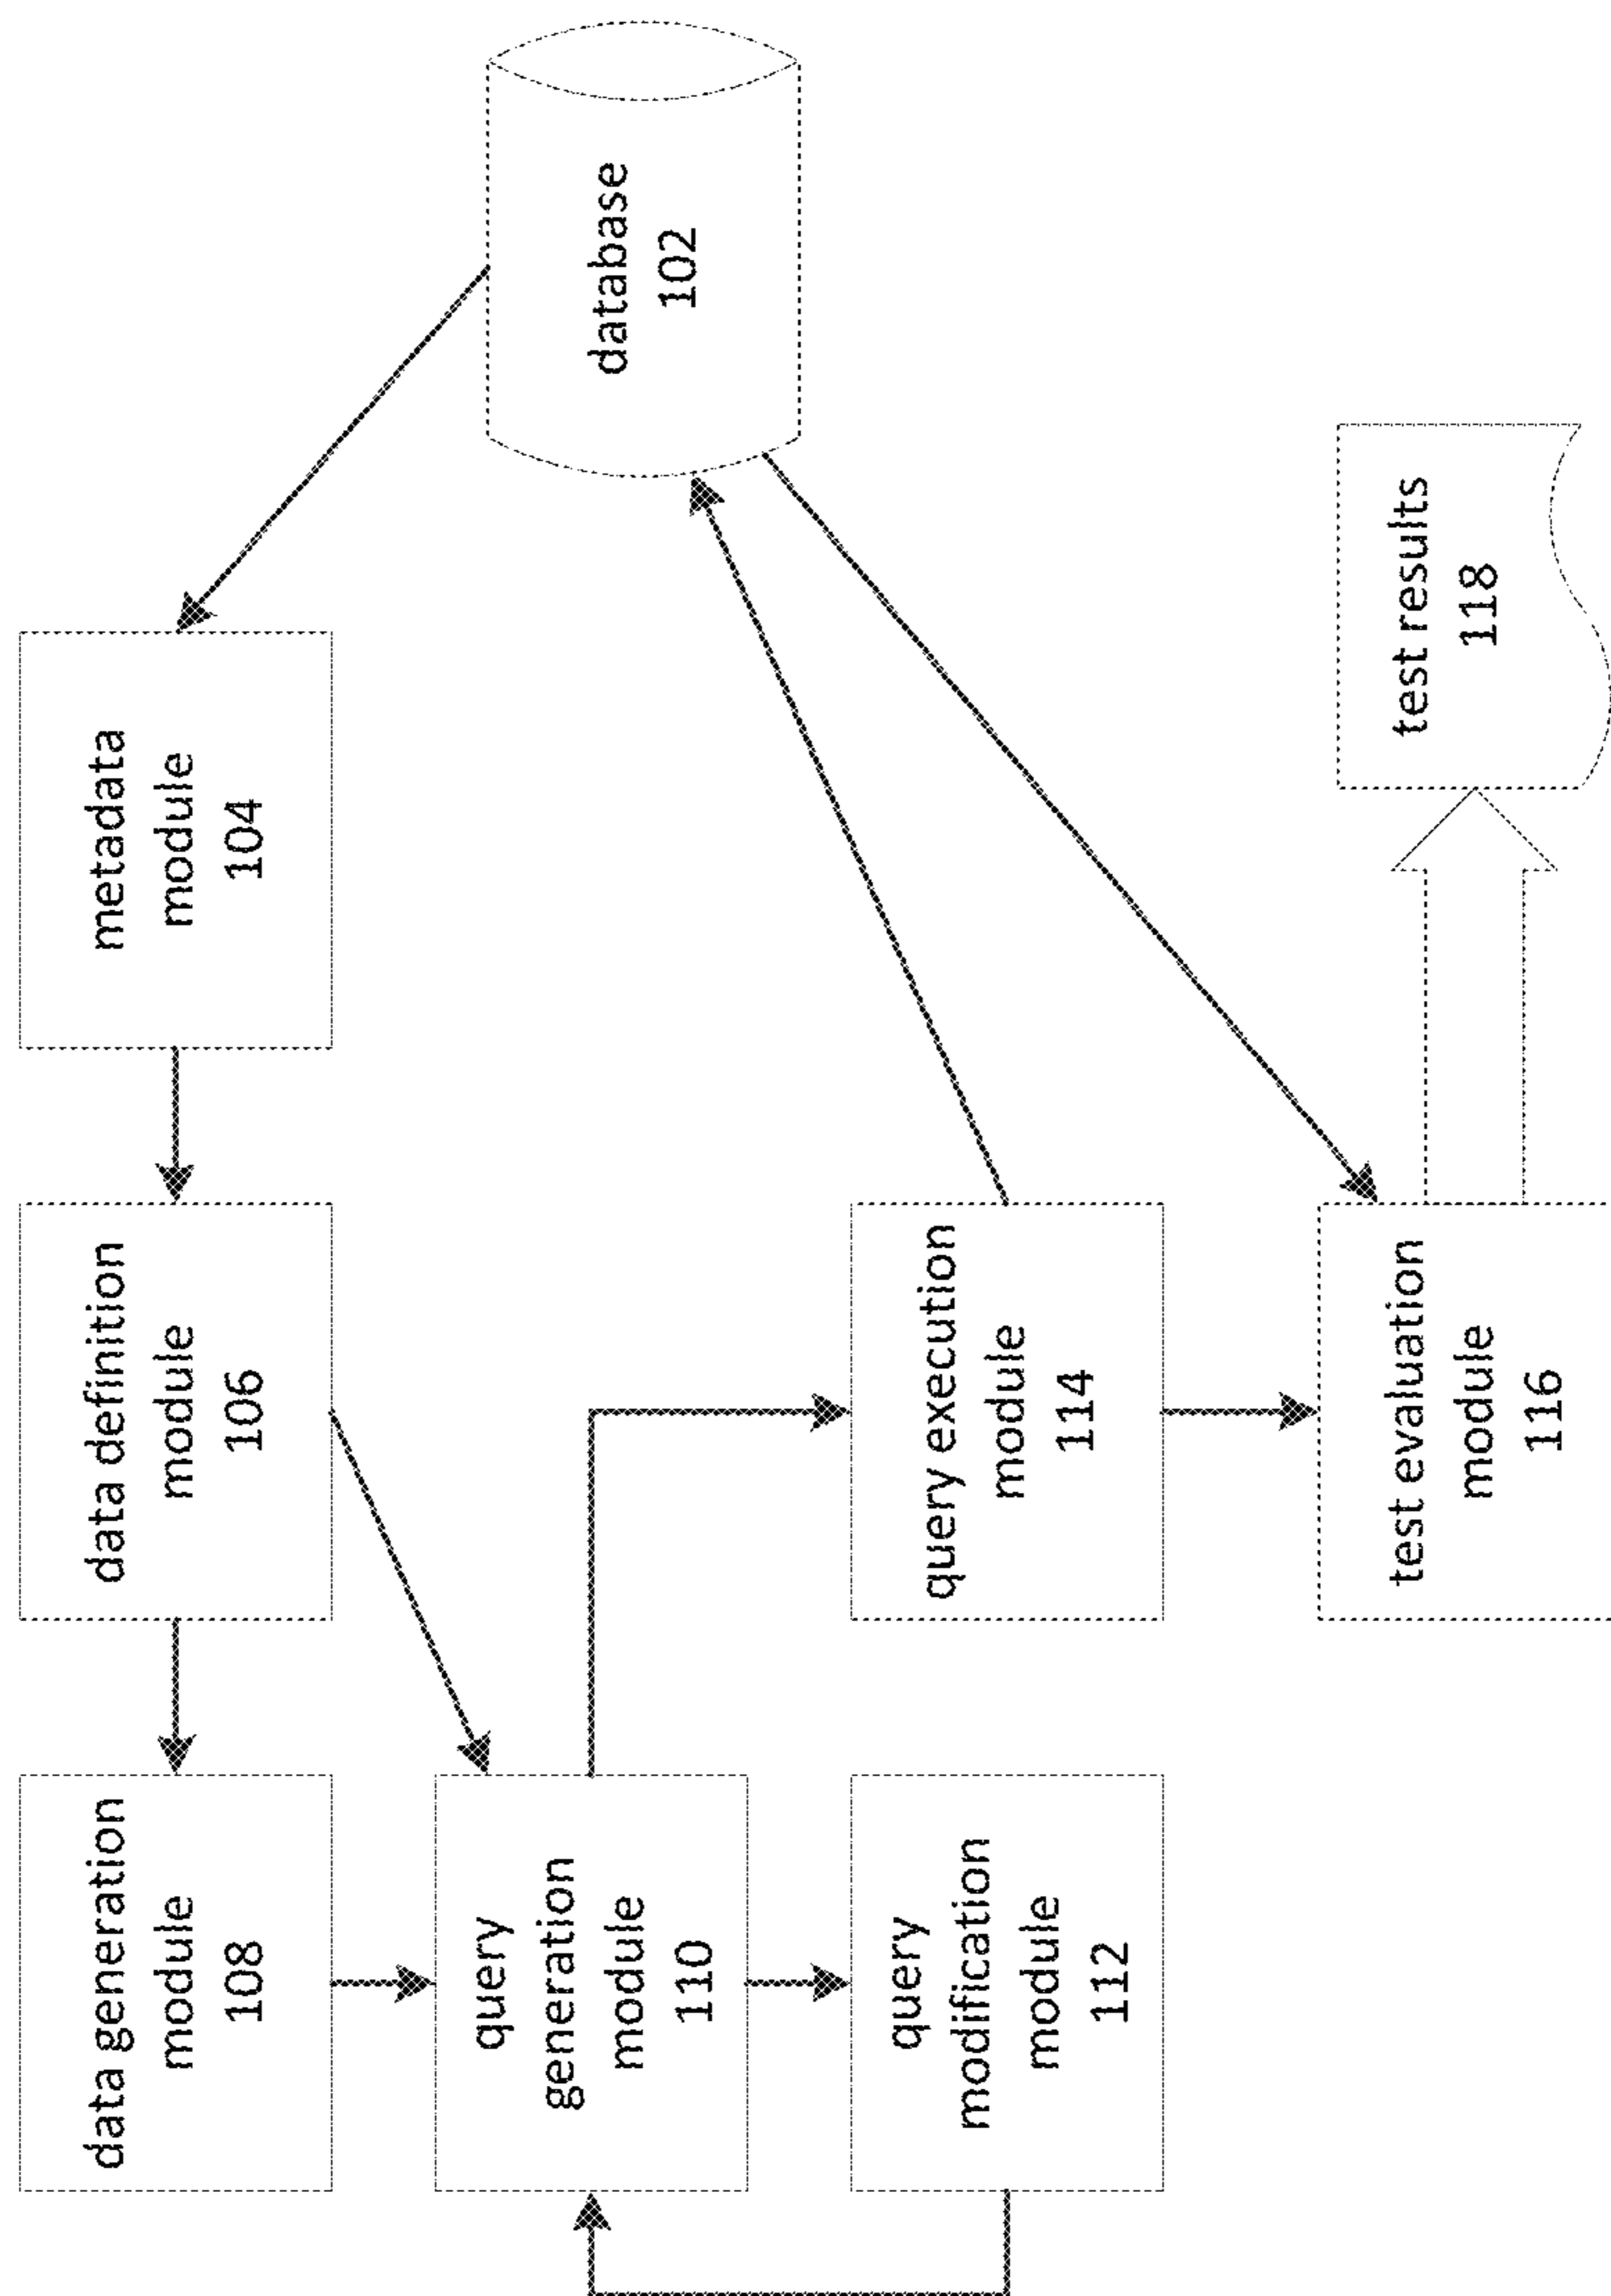 data generation
module
108
data definition
module
106
metadata
module
104
query
generation
module
110
database
102
query
modification
module
112
query execution
module
114
test evaluation
module
116
test results
118